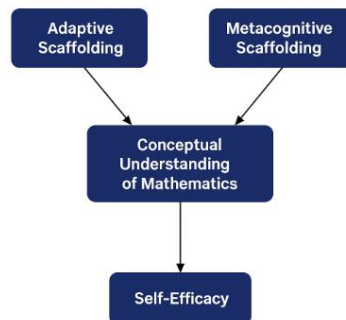 Adaptive
Scaffolding
Metacognitive
Scaffolding
Conceptual
Understanding
of Mathematics
Self-Efficacy